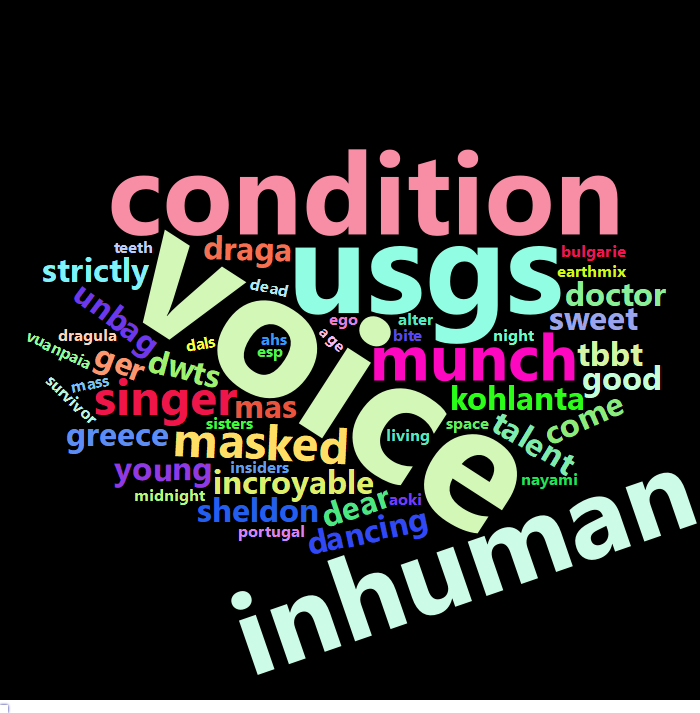 condition
teeth
draga
usgs
bulgarie
strictly
voice
earthmix
dead
doctor
unbag
ego
alter
sweet
vuanpaia
dragula
dals
ahs
age
bite
night
esp
munch
tbbt
ger
dwts
good
mass
survivor
singer
mas
kohlanta
come
greece
sisters
masked
living
space
talent
young
insiders
incroyable
nayami
midnight
sheldon
dear
aoki
portugal
dancing
inhuman